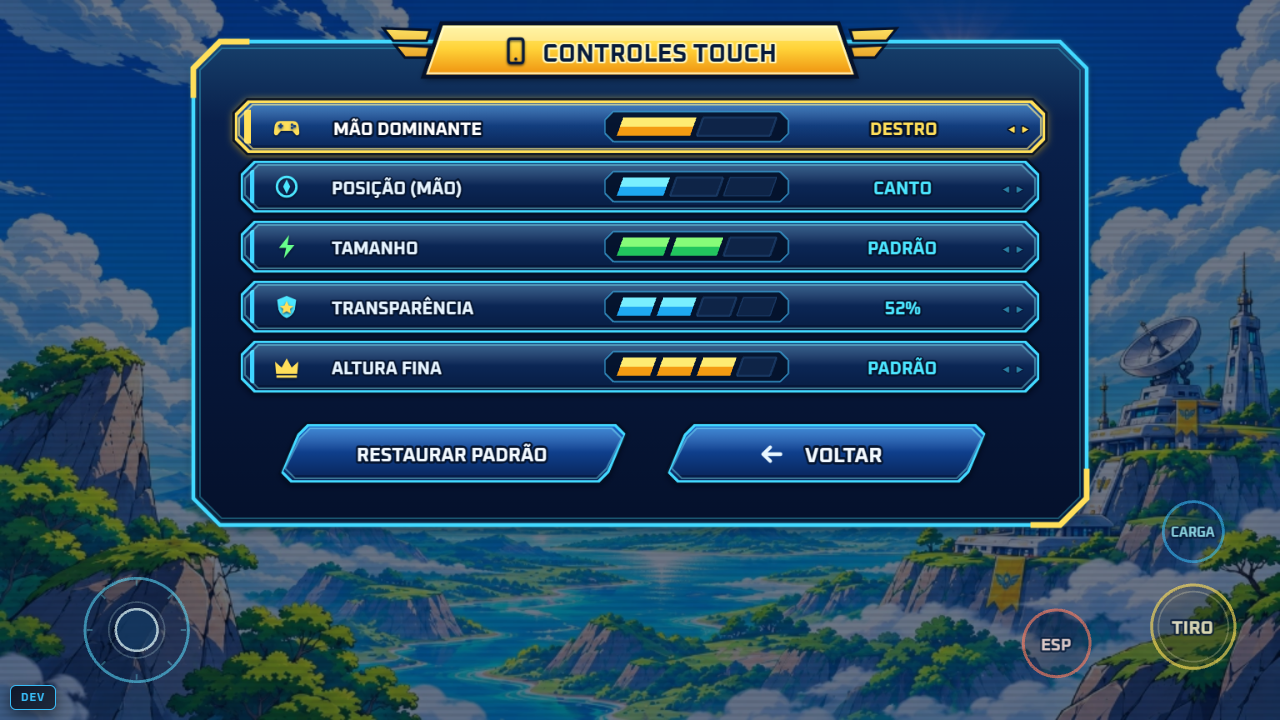 CONTROLES TOUCH
MÃO DOMINANTE DESTRO
POSIÇÃO (MÃO) CANTO
TAMANHO PADRÃO
TRANSPARÊNCIA 52%
ALTURA FINA PADRÃO
RESTAURAR PADRÃO VOLTAR
CARGA
TIRO
ESP
DEV